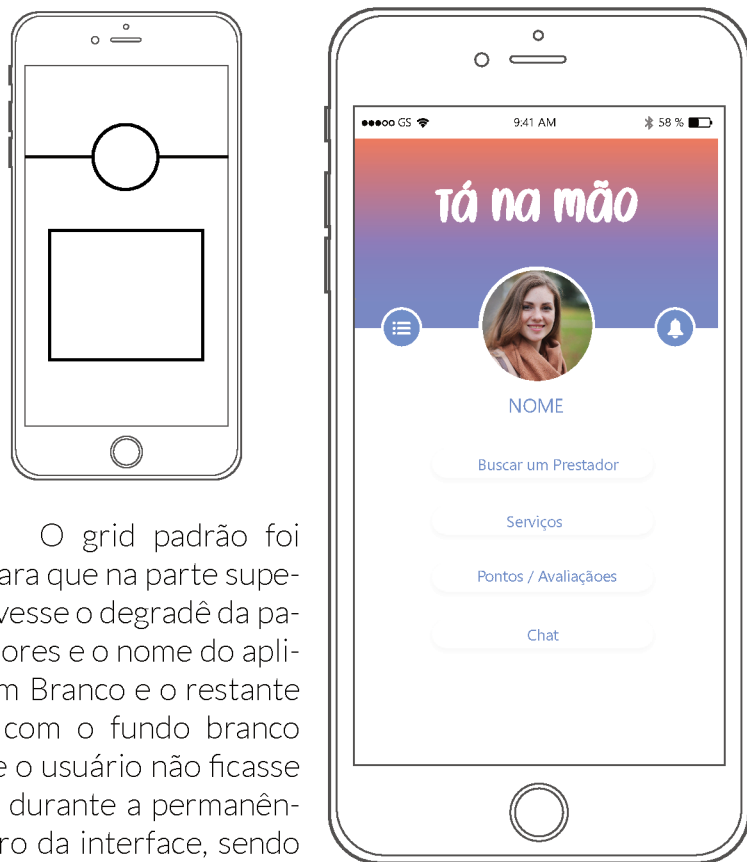 GS 9:41 AM 58 %
Tá na mão
NOME
Buscar um Prestador
Serviços
Pontos / Avaliaçãoes
Chat
O grid padrão foi
ara que na parte supe-
vesse o degradê da pa-
ores e o nome do apli-
m Branco e o restante
com o fundo branco
e o usuário não ficasse
durante a permanên-
ro da interface, sendo